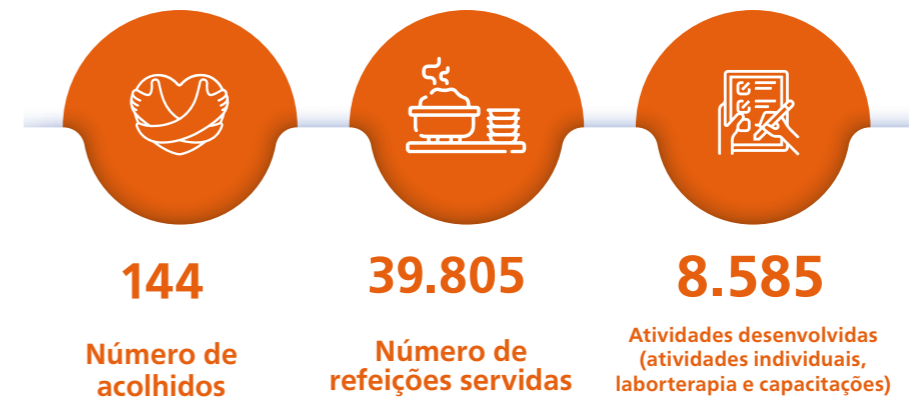 144
Número de
acolhidos
39.805
Número de
refeições servidas
8.585
Atividades desenvolvidas
(atividades individuais,
laborterapia e capacitações)